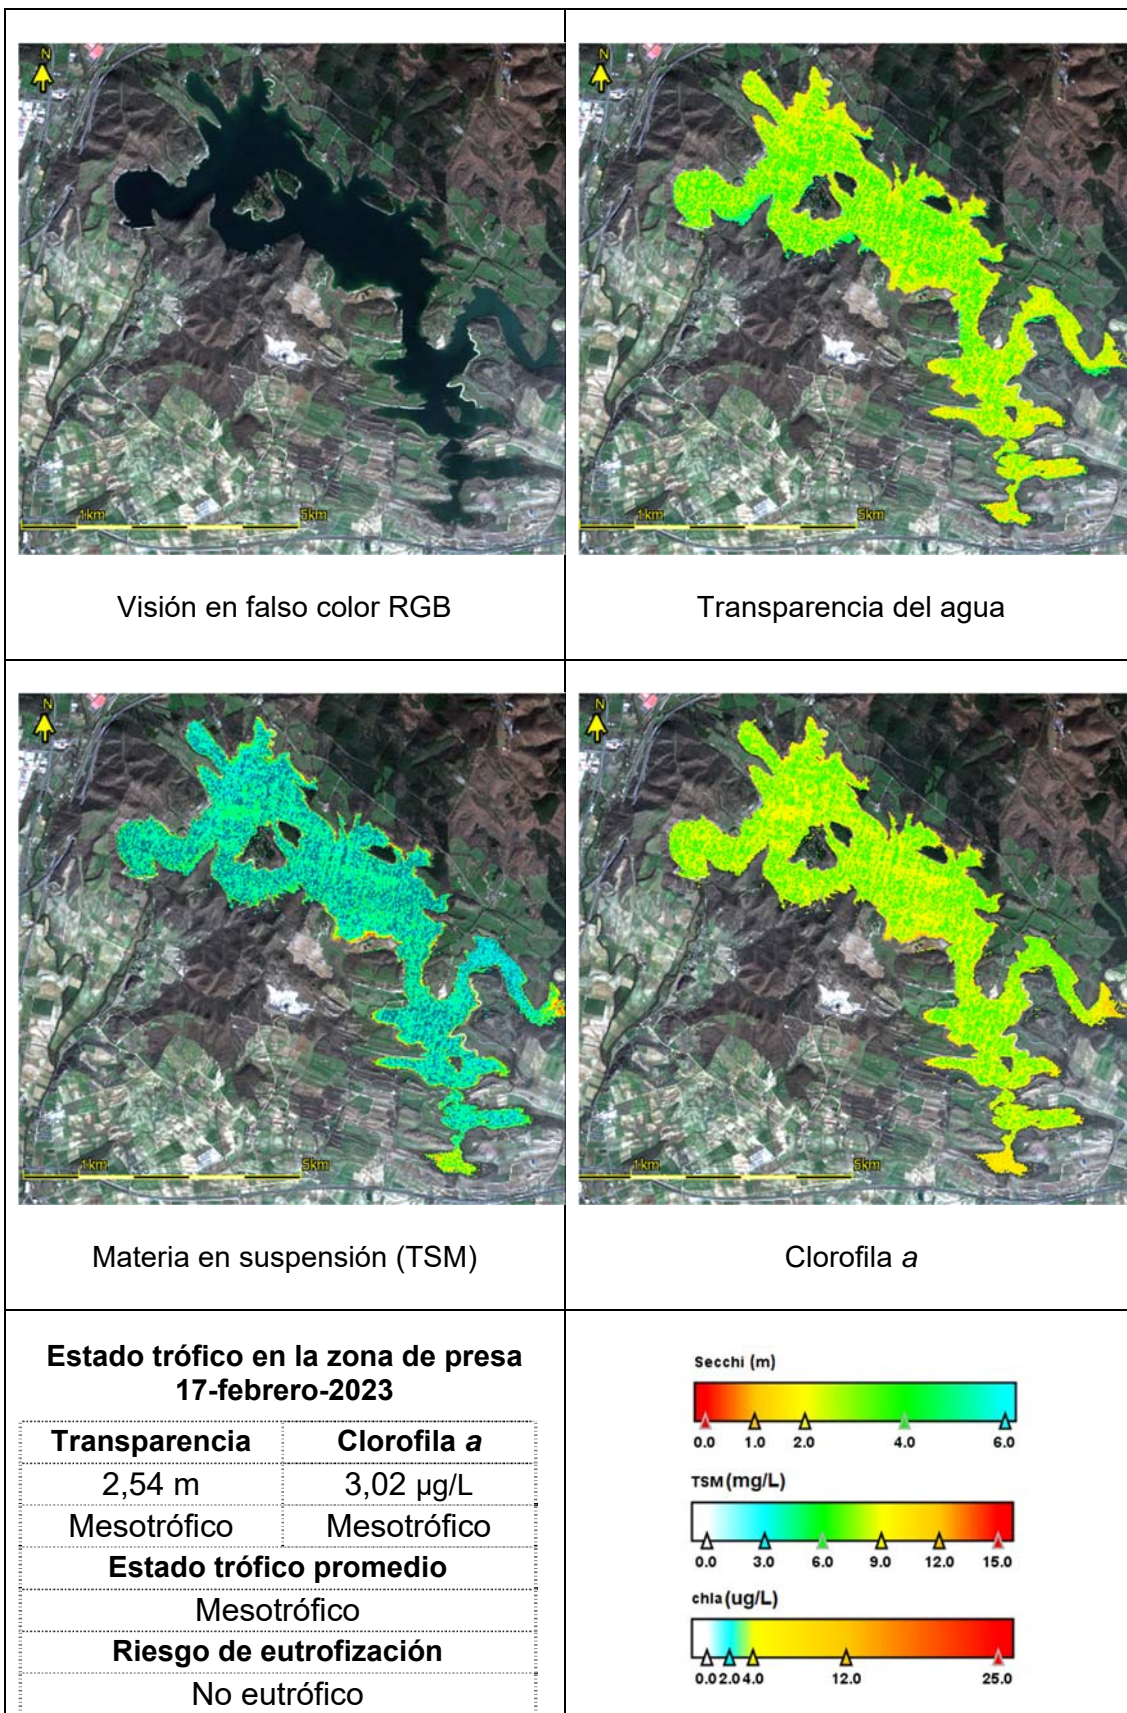 N
1km 5km
N
1km 5km
Visión en falso color RGB
Transparencia del agua
N
1km 5km
N
1km 5km
Materia en suspensión (TSM)
Clorofila a
Estado trófico en la zona de presa
17-febrero-2023
Transparencia Clorofila a
2,54 m 3,02 µg/L
Mesotrófico Mesotrófico
Estado trófico promedio
Mesotrófico
Riesgo de eutrofización
No eutrófico
Secchi (m)
0.0 1.0 2.0 4.0 6.0
TSM (mg/L)
0.0 3.0 6.0 9.0 12.0 15.0
chla (ug/L)
0.0 2.0 4.0 12.0 25.0